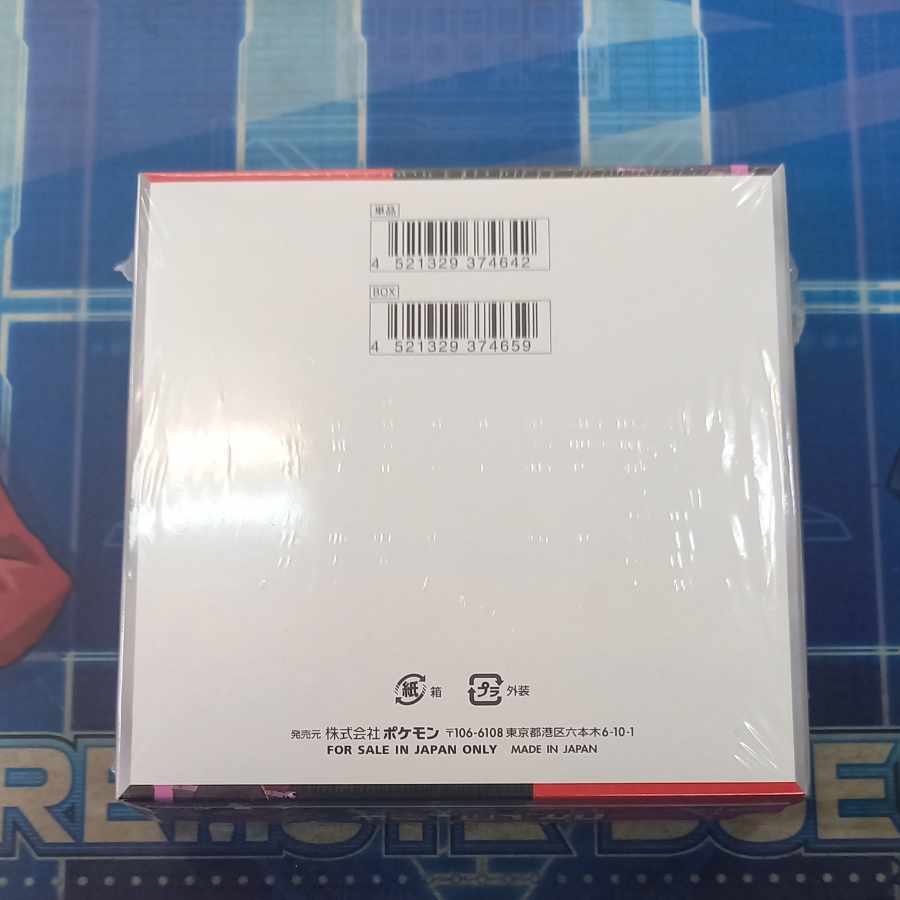 単品
4 521329 374642
BOX
4 521329 374659
紙 箱 プラ 外装
発売元 株式会社 ポケモン 〒106-6108 東京都港区六本木6-10-1
FOR SALE IN JAPAN ONLY MADE IN JAPAN
REMOTE DUE